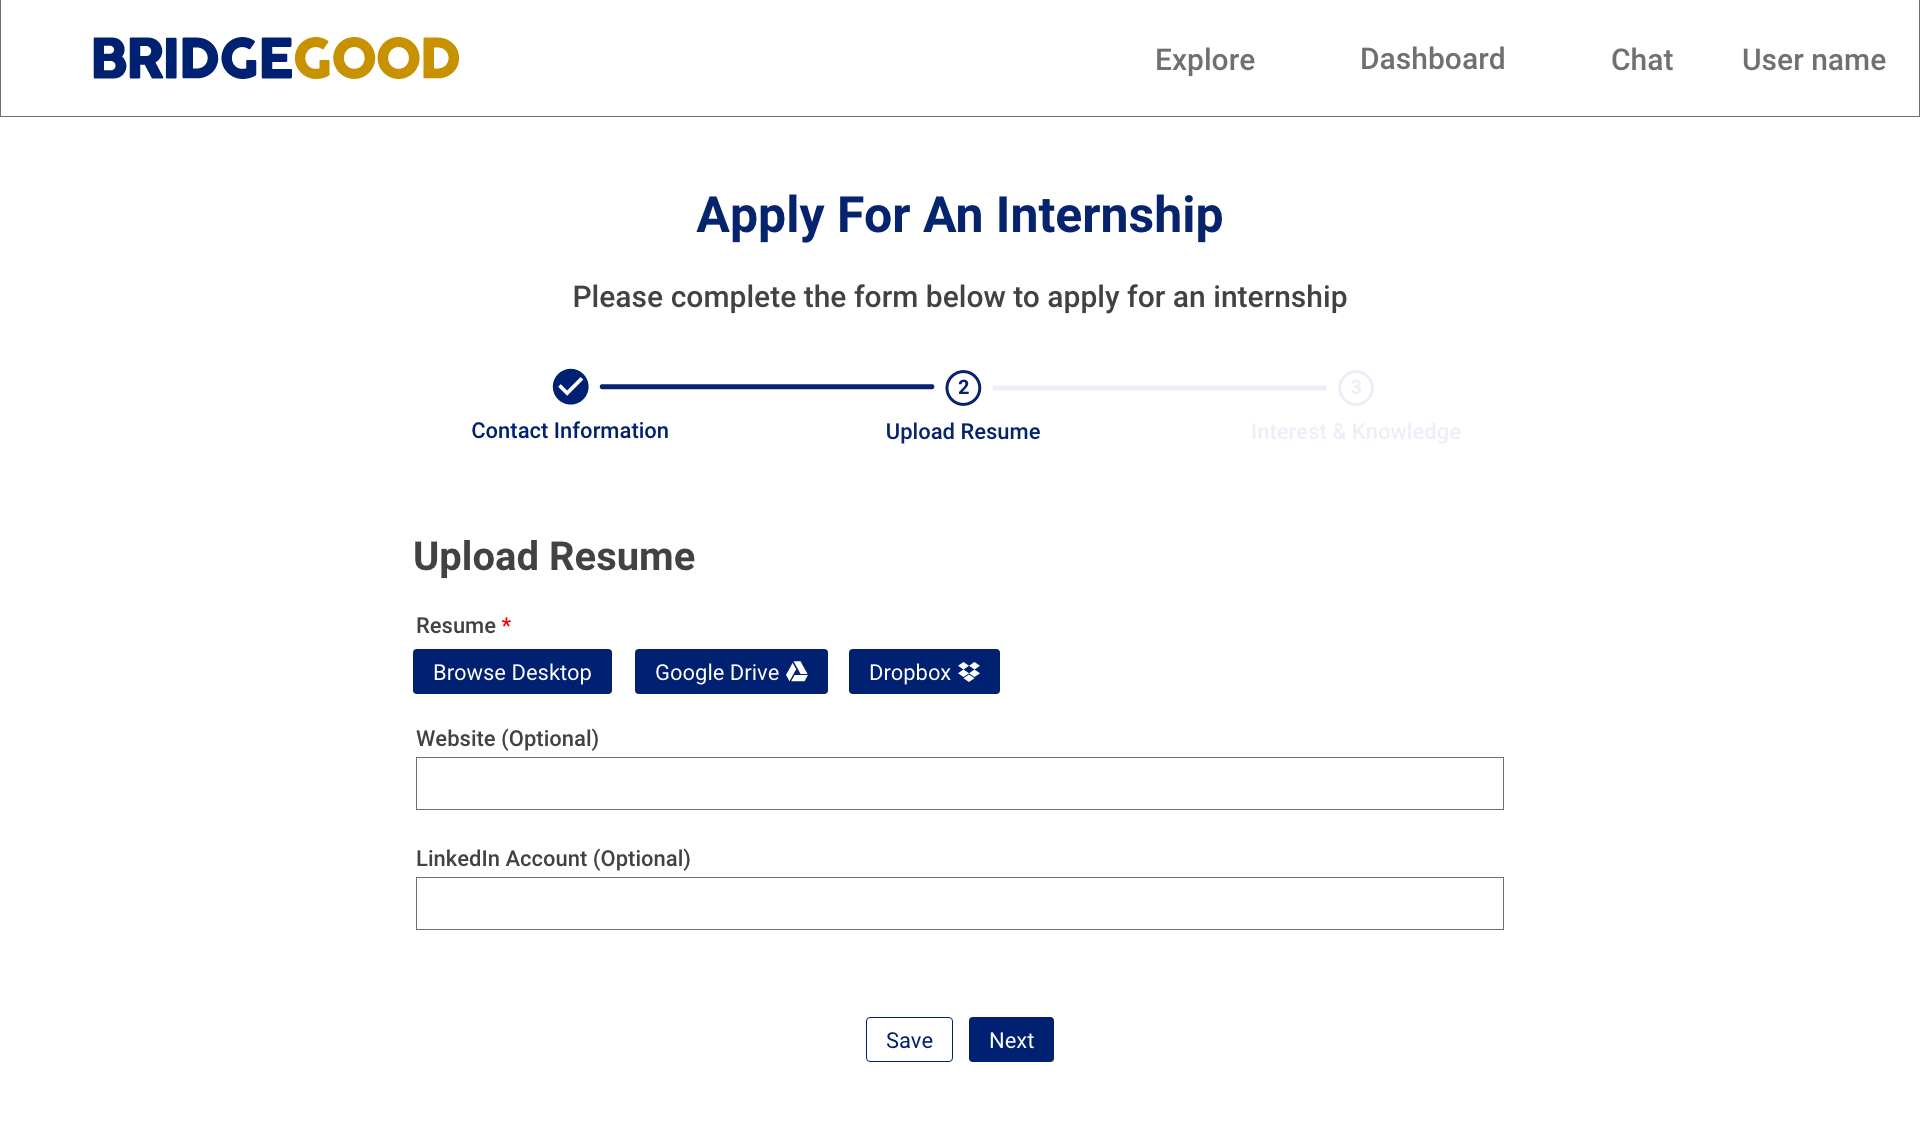 BRIDGEGOOD
Explore Dashboard Chat User name
Apply For An Internship
Please complete the form below to apply for an internship
2 3
Contact Information Upload Resume Interest & Knowledge
Upload Resume
Resume *
Browse Desktop Google Drive Dropbox
Website (Optional)
LinkedIn Account (Optional)
Save Next